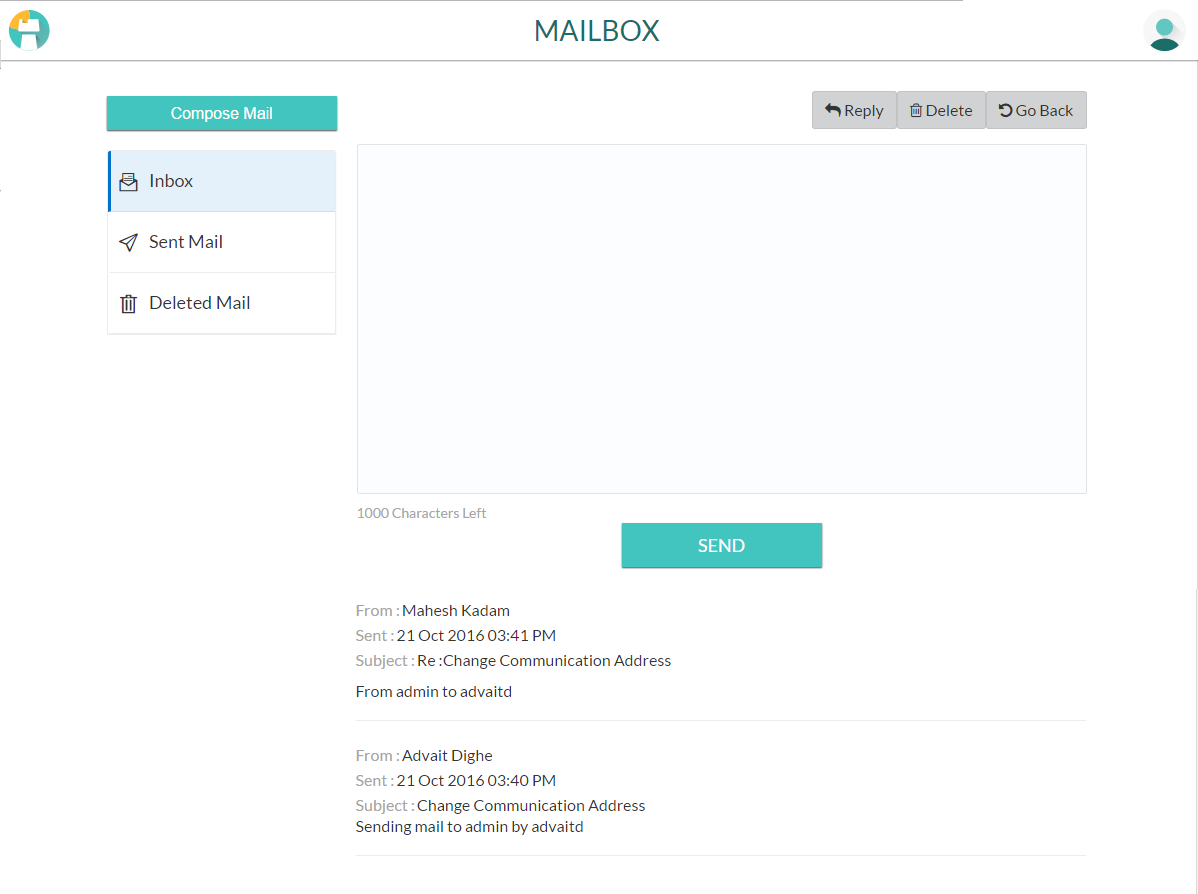 MAILBOX
Compose Mail
Inbox
Sent Mail
Deleted Mail
Reply Delete Go Back
1000 Characters Left
SEND
From : Mahesh Kadam
Sent : 21 Oct 2016 03:41 PM
Subject : Re :Change Communication Address
From admin to advaitd
From : Advait Dighe
Sent : 21 Oct 2016 03:40 PM
Subject : Change Communication Address
Sending mail to admin by advaitd